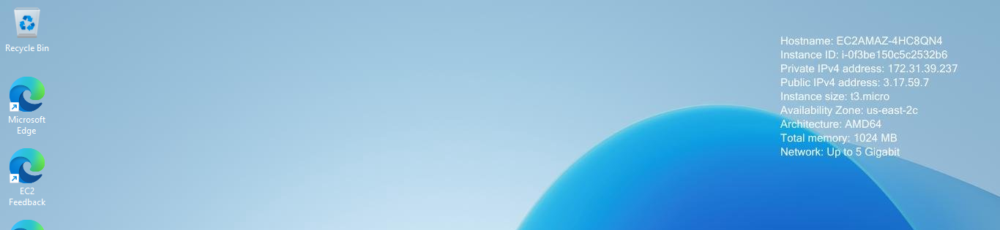 Recycle Bin
Microsoft
Edge
EC2
Feedback
Hostname: EC2AMAZ-4HC8QN4
Instance ID: i-0f3be150c5c2532b6
Private IPv4 address: 172.31.39.237
Public IPv4 address: 3.17.59.7
Instance size: t3.micro
Availability Zone: us-east-2c
Architecture: AMD64
Total memory: 1024 MB
Network: Up to 5 Gigabit